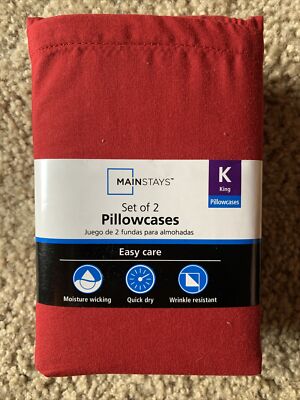 MAINSTAYS™
K
King
Pillowcases
Set of 2
Pillowcases
Juego de 2 fundas para almohadas
Easy care
Moisture wicking
Quick dry
Wrinkle resistant